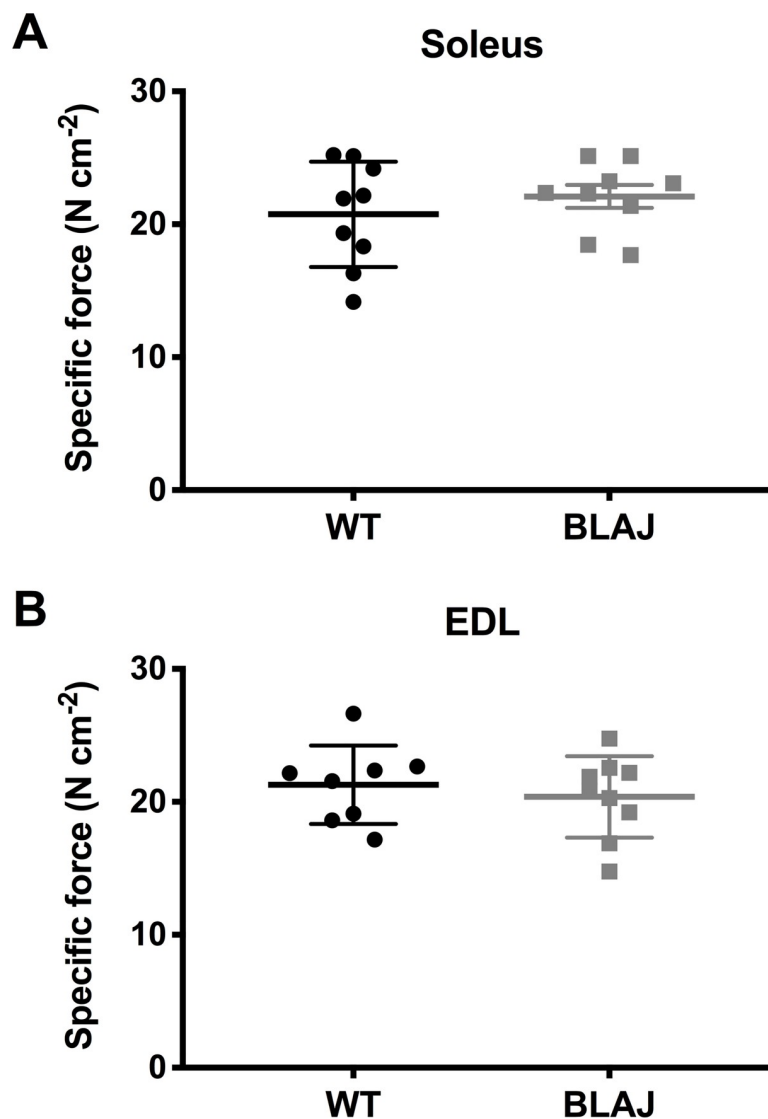 A
Soleus
Specific force (N cm⁻²)
30
20
10
0
WT BLAJ
B
EDL
Specific force (N cm⁻²)
30
20
10
0
WT BLAJ